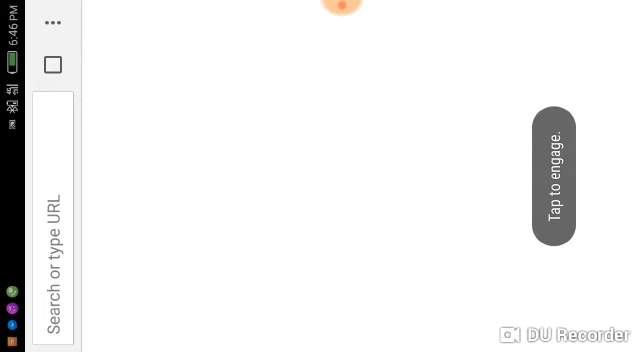 6:46 PM
Search or type URL
Tap to engage.
DU Recorder